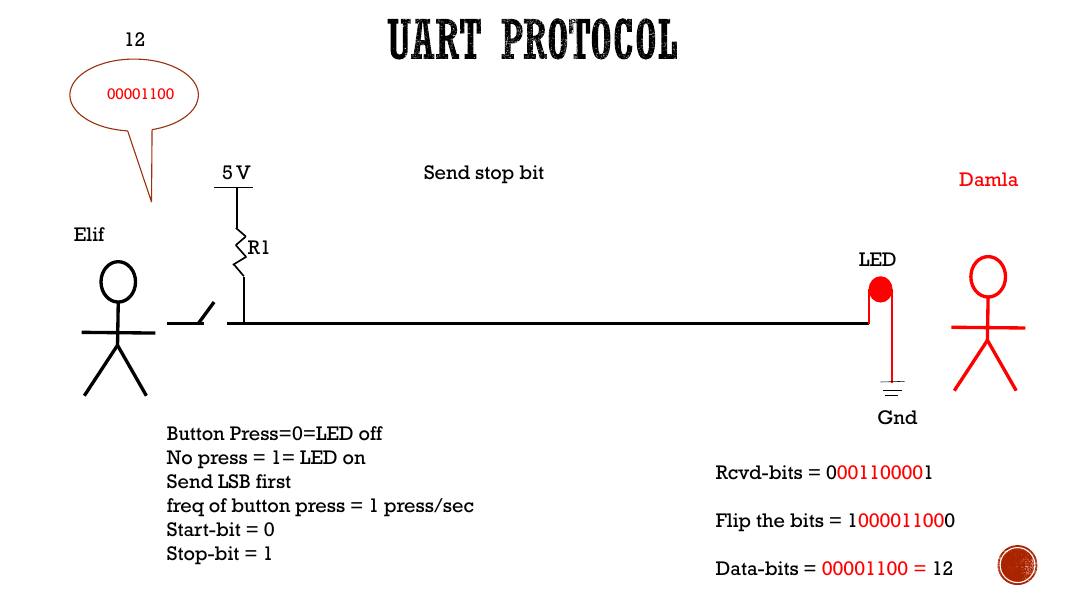 UART PROTOCOL
12
00001100
5 V
Send stop bit
Damla
Elif
R1
LED
Gnd
Button Press=0=LED off
No press = 1= LED on
Send LSB first
freq of button press = 1 press/sec
Start-bit = 0
Stop-bit = 1
Rcvd-bits = 0001100001
Flip the bits = 1000011000
Data-bits = 00001100 = 12